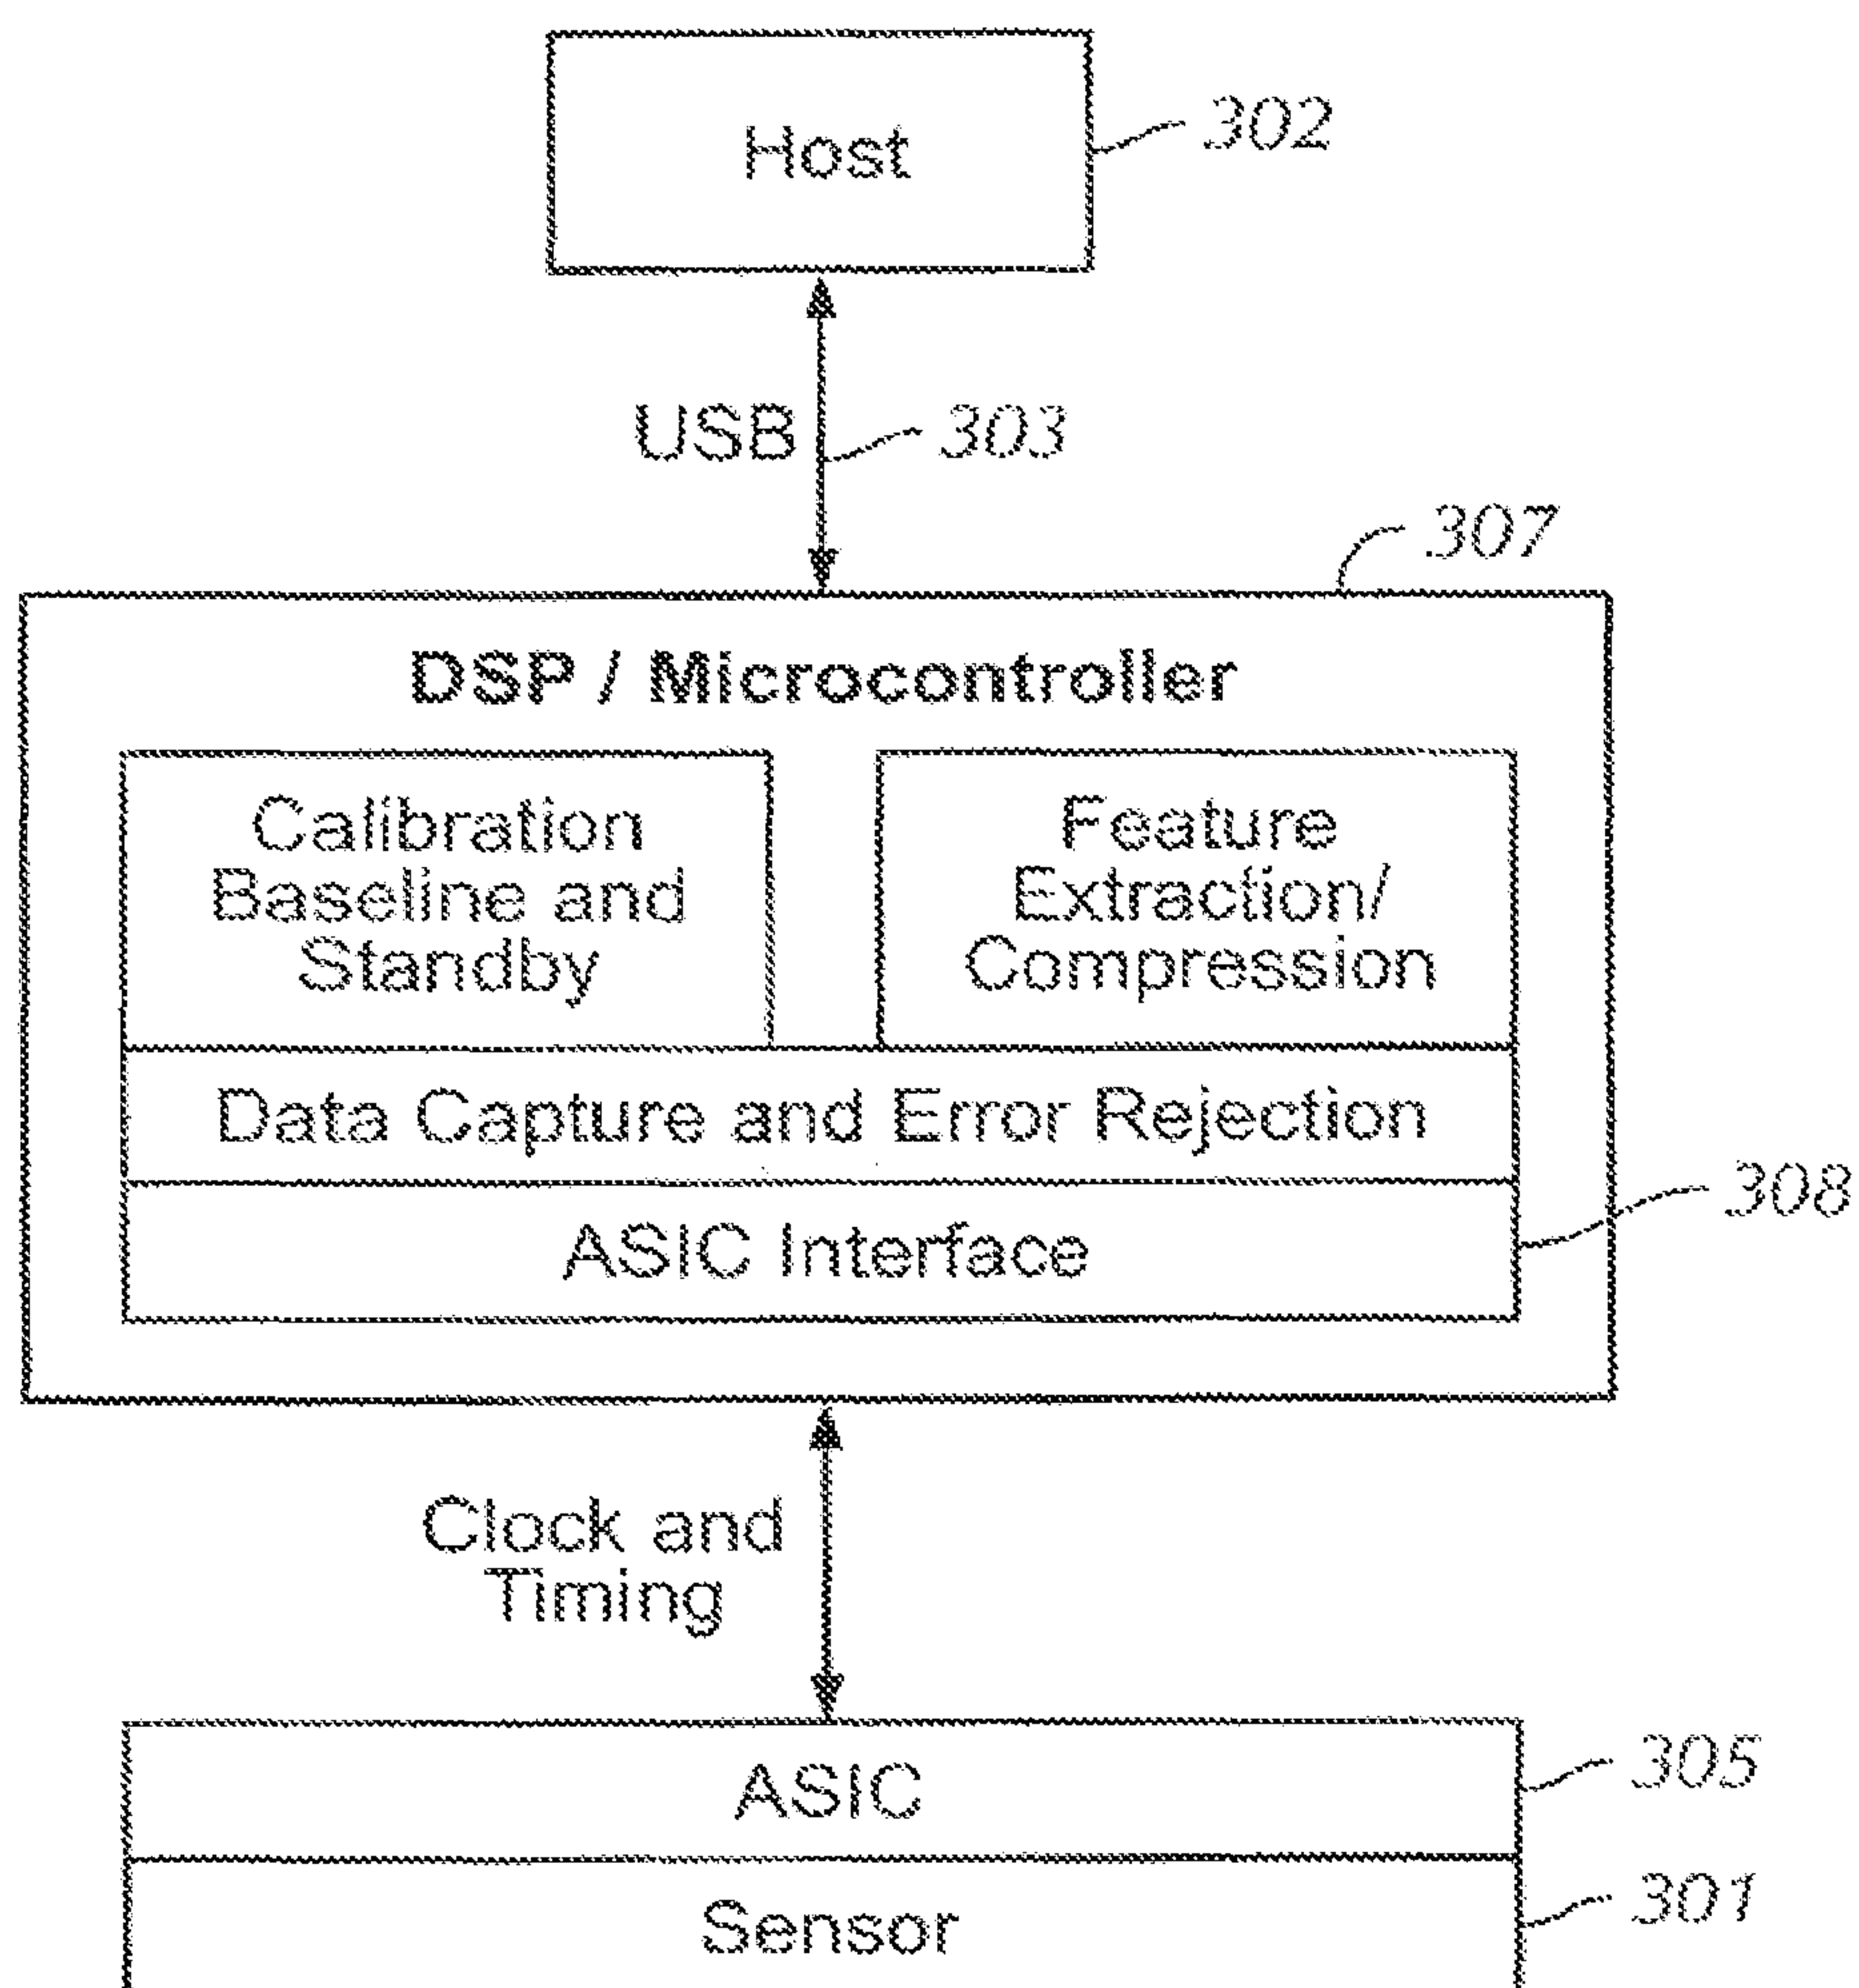 Host
302
USB
303
307
DSP / Microcontroller
Calibration
Baseline and
Standby
Feature
Extraction/
Compression
Data Capture and Error Rejection
308
ASIC Interface
Clock and
Timing
ASIC
305
Sensor
301